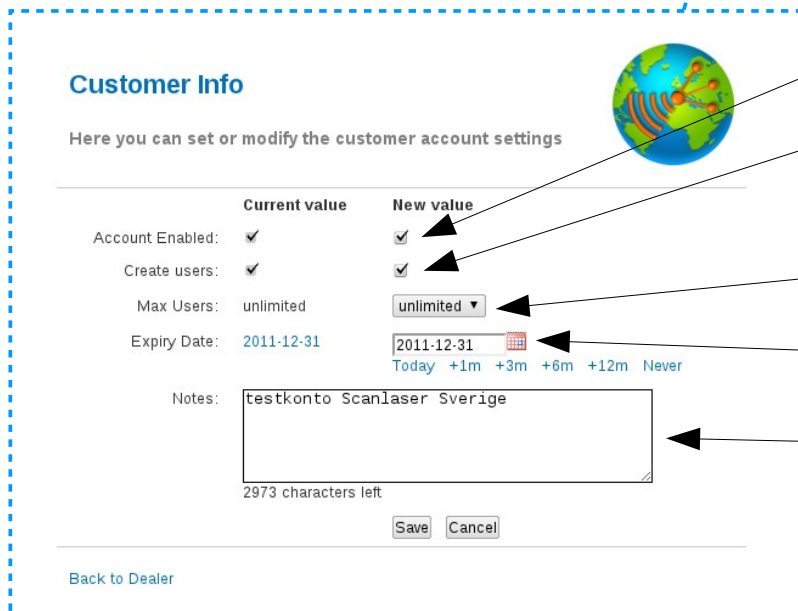 Customer Info
Here you can set or modify the customer account settings
Current value New value
Account Enabled:
Create users:
Max Users: unlimited unlimited
Expiry Date: 2011-12-31 2011-12-31
Today +1m +3m +6m +12m Never
Notes: testkonto Scanlaser Sverige
2973 characters left
Save Cancel
Back to Dealer